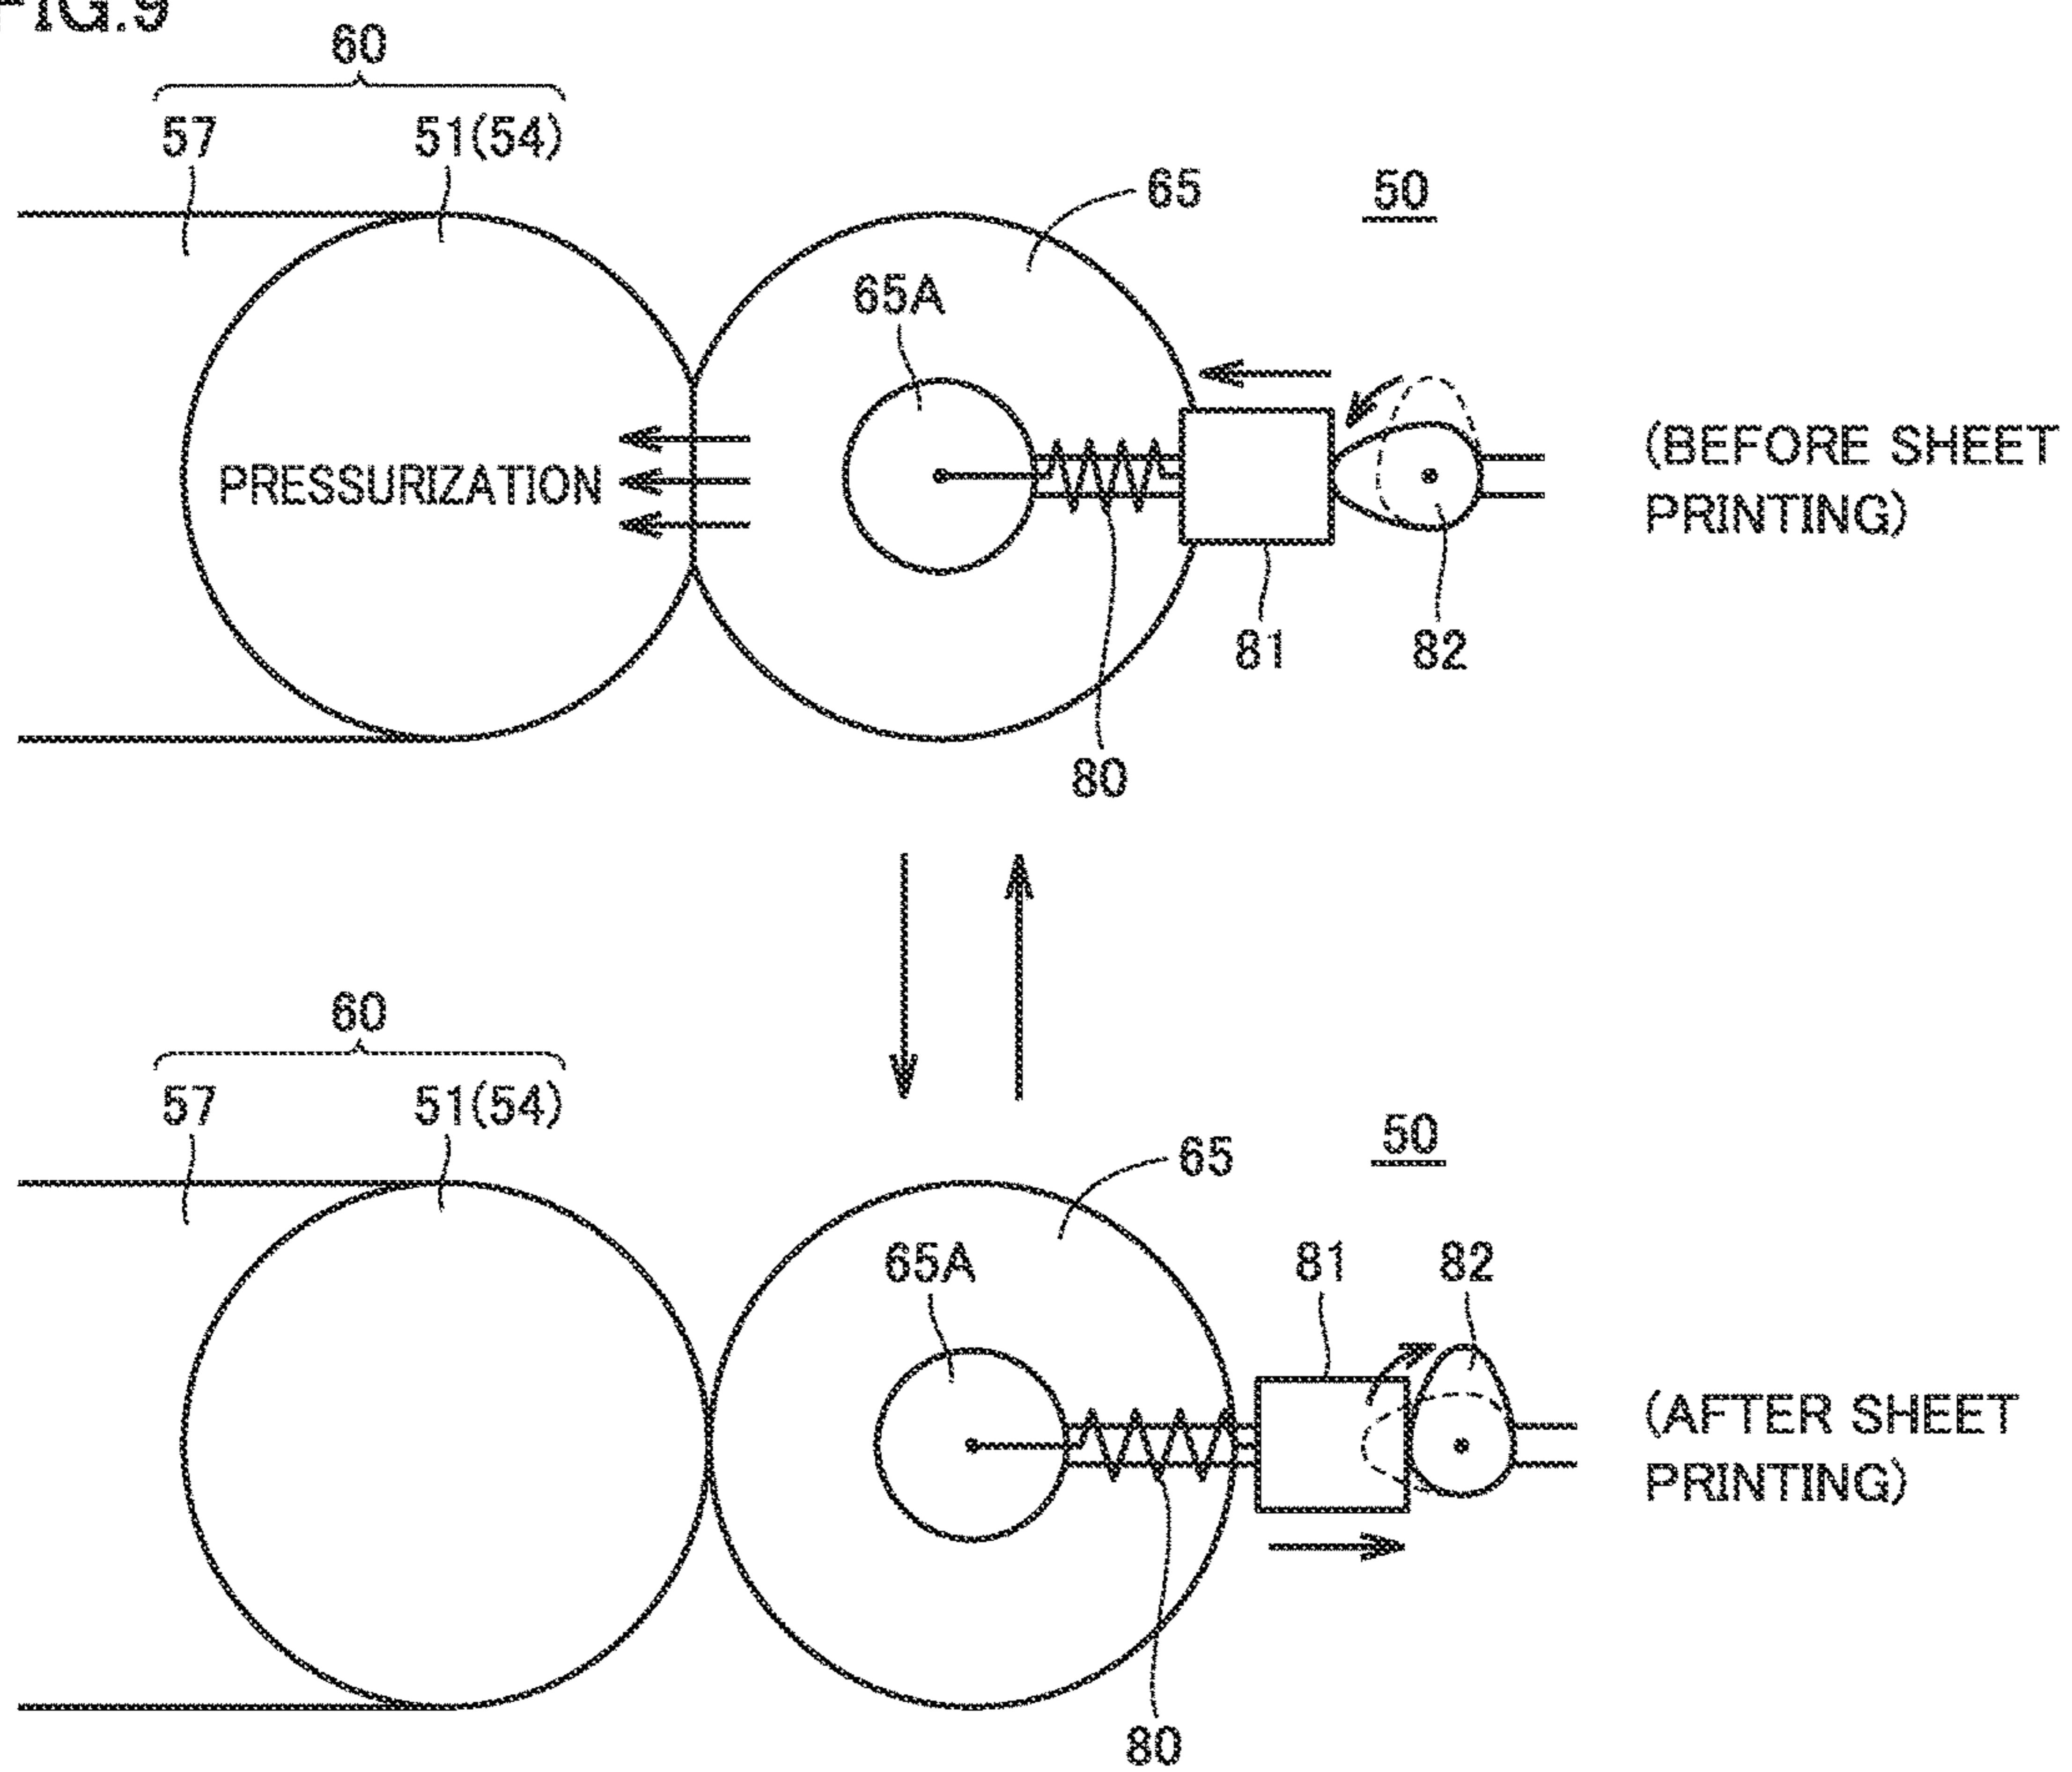 FIG.9
60
57 51(54)
65 50
65A
PRESSURIZATION
(BEFORE SHEET
PRINTING)
81 82
80
60
57 51(54)
65 50
65A 81 82
(AFTER SHEET
PRINTING)
80